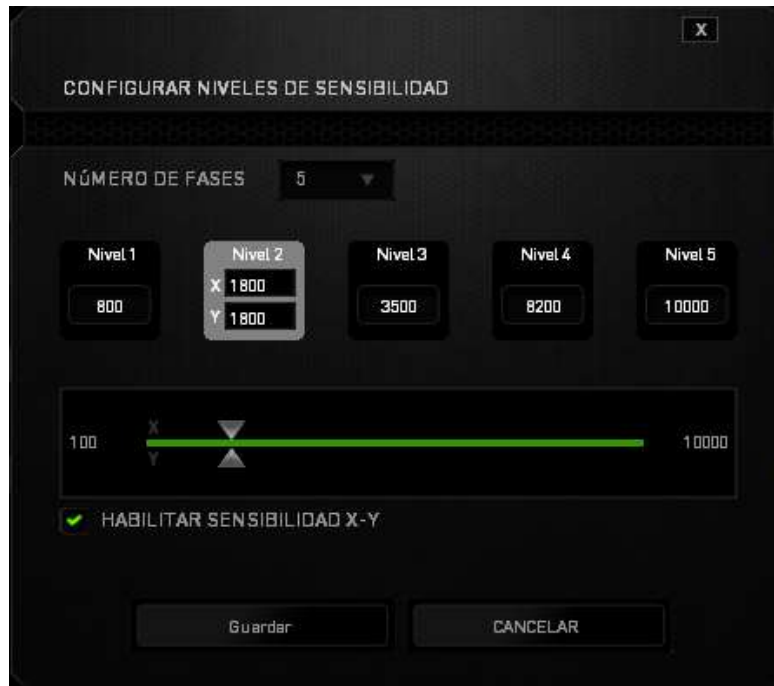 X
CONFIGURAR NIVELES DE SENSIBILIDAD
NÚMERO DE FASES 5
Nivel 1 Nivel 2 Nivel 3 Nivel 4 Nivel 5
X 1800
800 3500 8200 10000
Y 1800
X
100 10000
Y
HABILITAR SENSIBILIDAD X-Y
Guardar CANCELAR